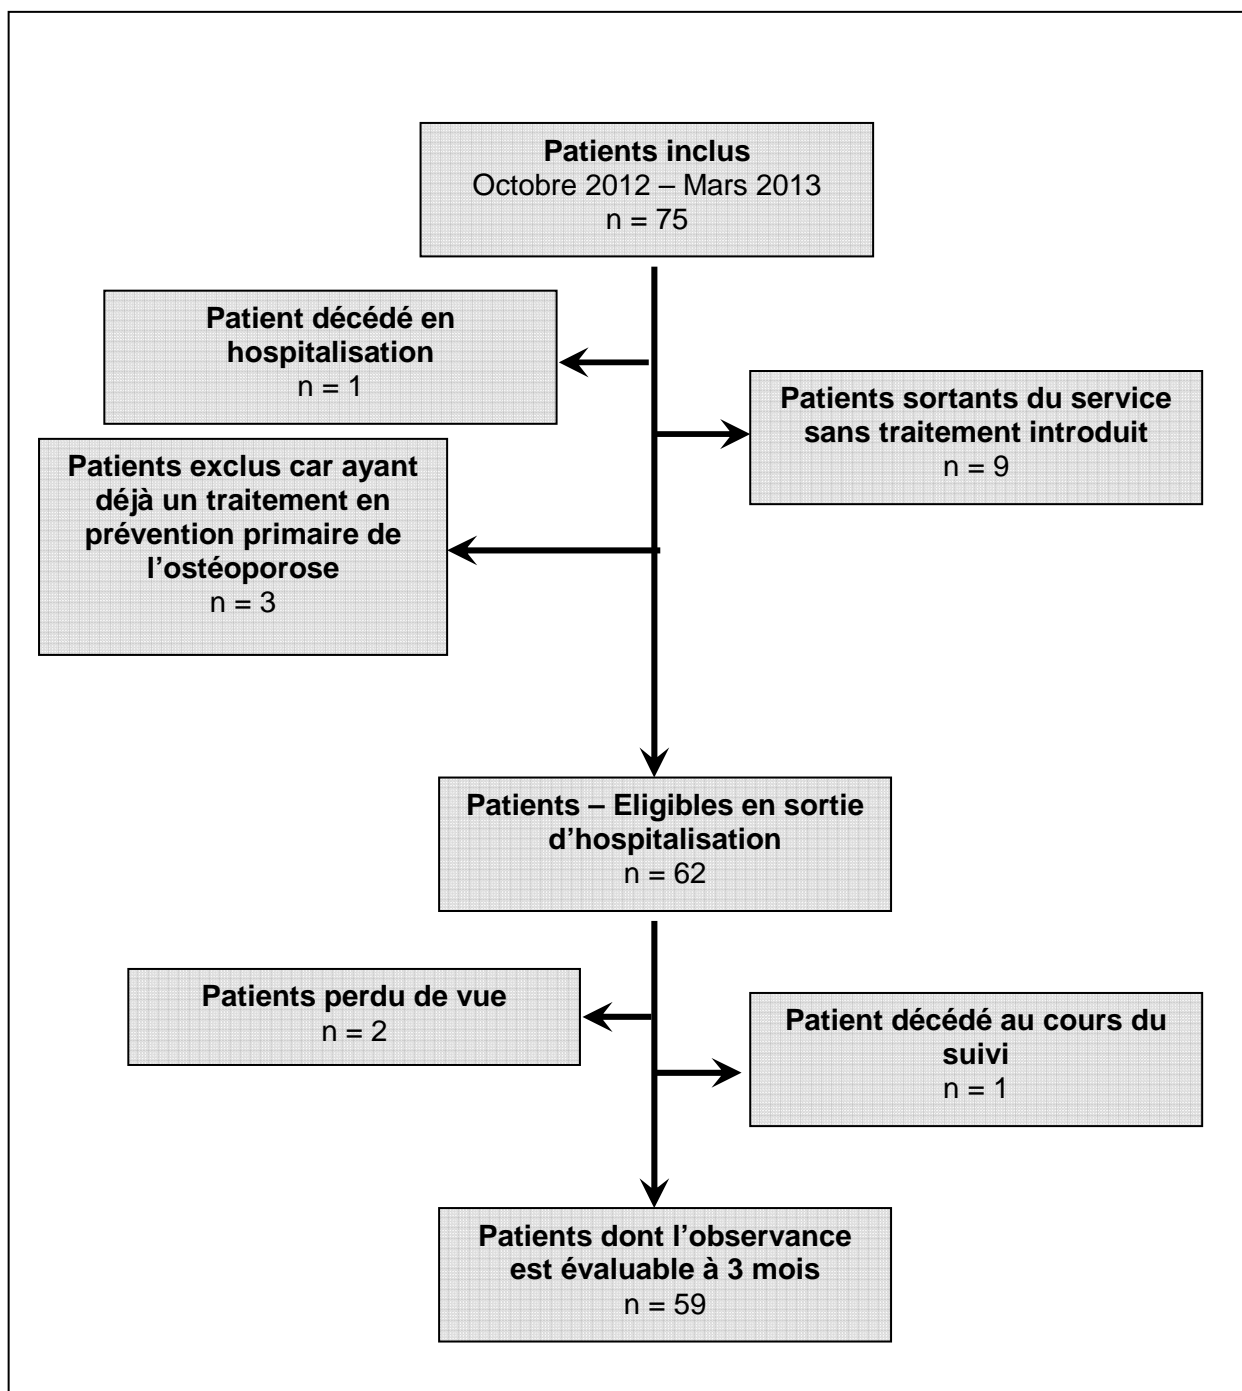 Patients inclus
Octobre 2012 – Mars 2013
n = 75
Patient décédé en
hospitalisation
n = 1
Patients sortants du service
sans traitement introduit
n = 9
Patients exclus car ayant
déjà un traitement en
prévention primaire de
l’ostéoporose
n = 3
Patients – Eligibles en sortie
d’hospitalisation
n = 62
Patients perdu de vue
n = 2
Patient décédé au cours du
suivi
n = 1
Patients dont l’observance
est évaluable à 3 mois
n = 59